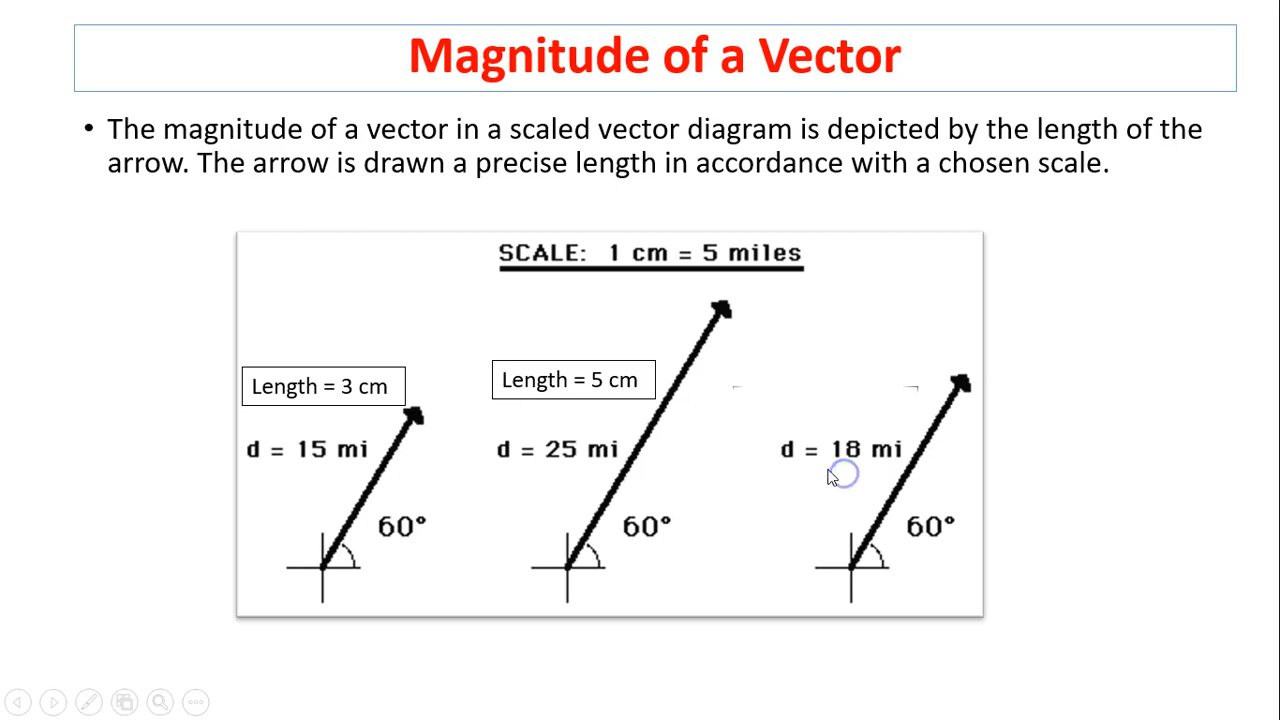 Magnitude of a Vector
• The magnitude of a vector in a scaled vector diagram is depicted by the length of the
arrow. The arrow is drawn a precise length in accordance with a chosen scale.
SCALE: 1 cm = 5 miles
Length = 3 cm
d = 15 mi
60°
Length = 5 cm
d = 25 mi
60°
d = 18 mi
60°